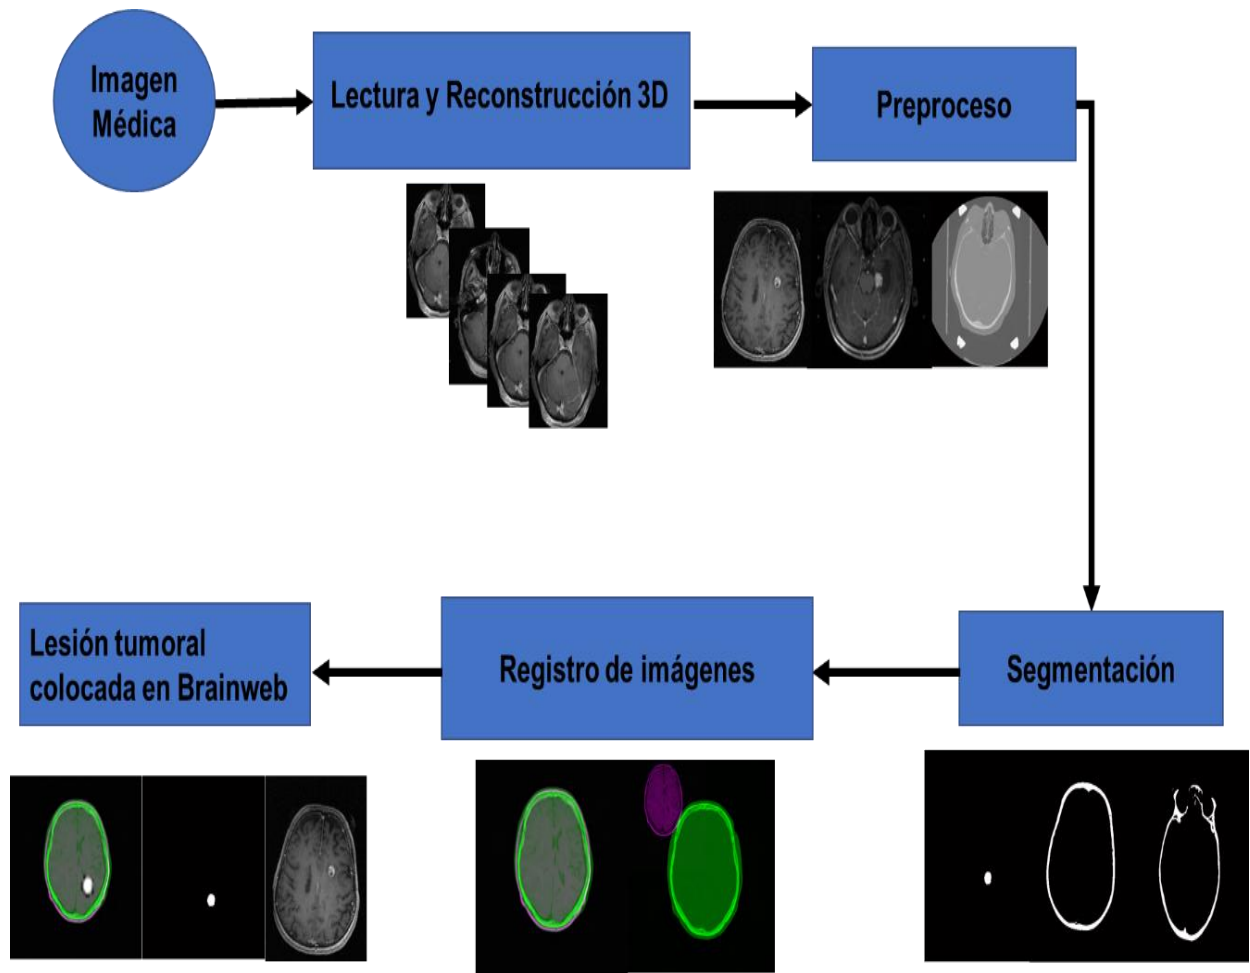 Imagen
Médica
Lectura y Reconstrucción 3D
Preproceso
Segmentación
Registro de imágenes
Lesión tumoral
colocada en Brainweb